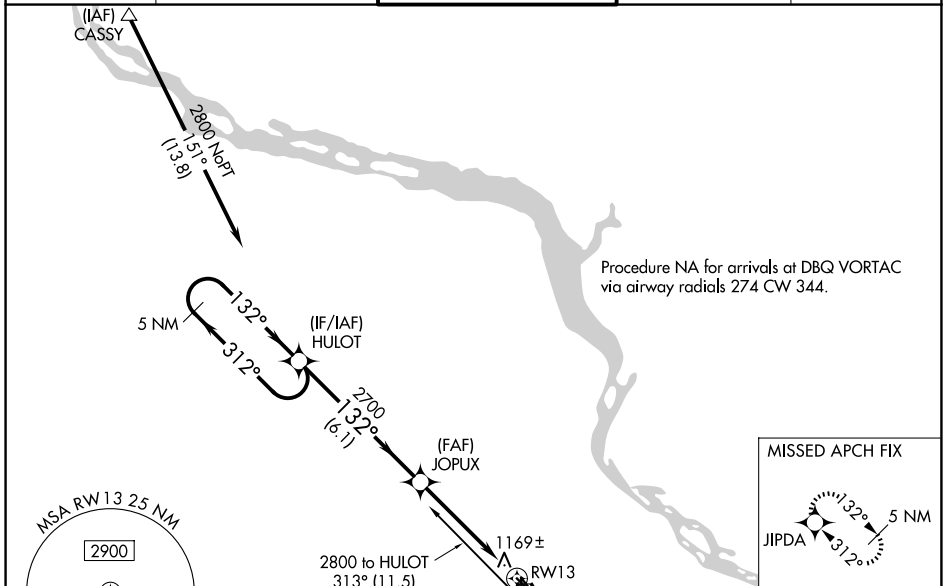 (IAF)
CASSY
2800 NoPT
151°
(13.8)
Procedure NA for arrivals at DBQ VORTAC
via airway radials 274 CW 344.
132°
5 NM
312°
(IF/IAF)
HULOT
2700
132°
(6.1)
(FAF)
JOPUX
MISSED APCH FIX
132°
5 NM
JIPDA
312°
MSA RW13 25 NM
2900
1169±
2800 to HULOT
313° (11.5)
RW13